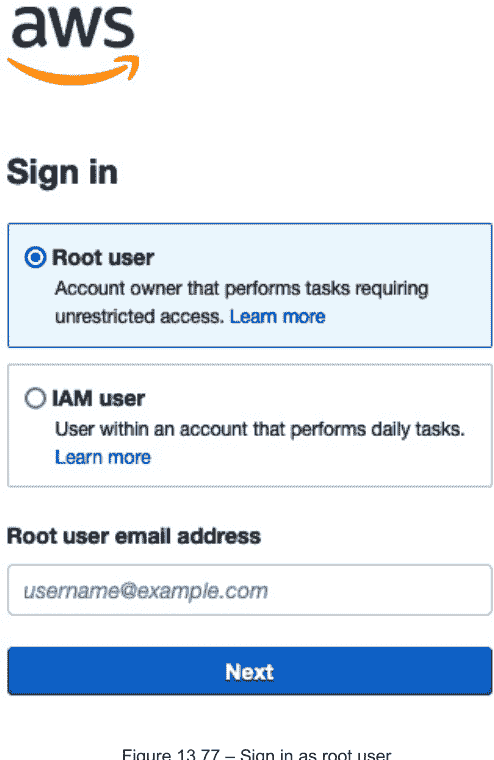 aws
Sign in
Root user
Account owner that performs tasks requiring
unrestricted access. Learn more
IAM user
User within an account that performs daily tasks.
Learn more
Root user email address
username@example.com
Next
Figure 13.77 – Sign in as root user